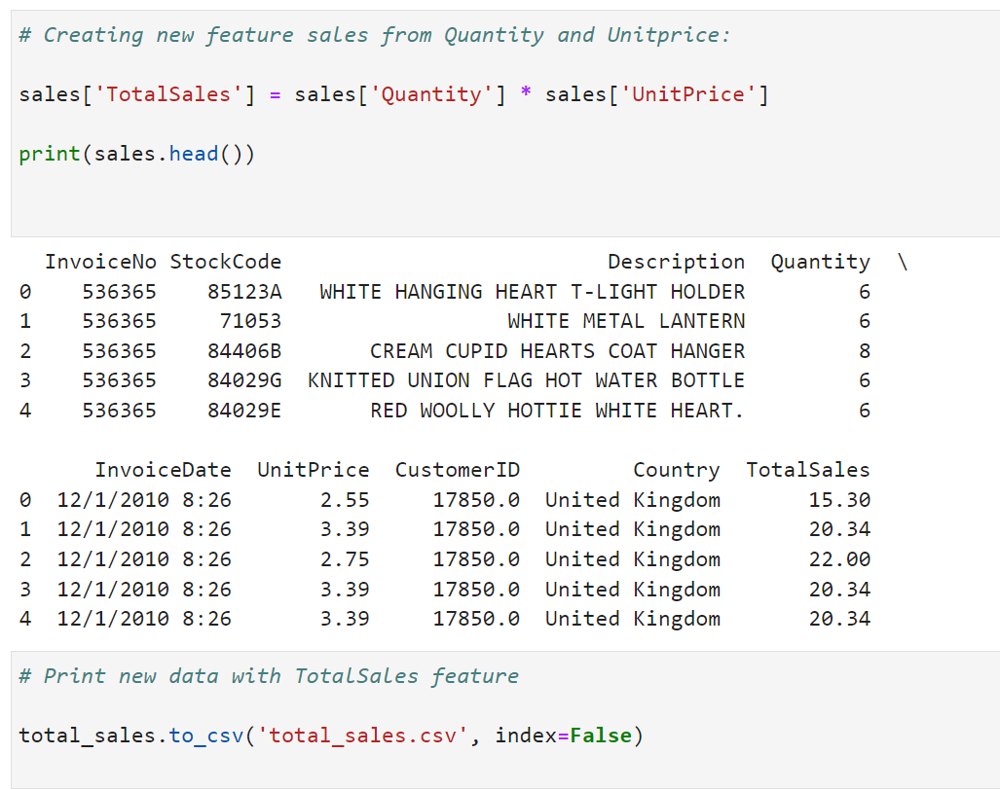 # Creating new feature sales from Quantity and Unitprice:
sales['TotalSales'] = sales['Quantity'] * sales['UnitPrice']
print(sales.head())
InvoiceNo StockCode Description Quantity \
0 536365 85123A WHITE HANGING HEART T-LIGHT HOLDER 6
1 536365 71053 WHITE METAL LANTERN 6
2 536365 84406B CREAM CUPID HEARTS COAT HANGER 8
3 536365 84029G KNITTED UNION FLAG HOT WATER BOTTLE 6
4 536365 84029E RED WOOLLY HOTTIE WHITE HEART. 6
InvoiceDate UnitPrice CustomerID Country TotalSales
0 12/1/2010 8:26 2.55 17850.0 United Kingdom 15.30
1 12/1/2010 8:26 3.39 17850.0 United Kingdom 20.34
2 12/1/2010 8:26 2.75 17850.0 United Kingdom 22.00
3 12/1/2010 8:26 3.39 17850.0 United Kingdom 20.34
4 12/1/2010 8:26 3.39 17850.0 United Kingdom 20.34
# Print new data with TotalSales feature
total_sales.to_csv('total_sales.csv', index=False)